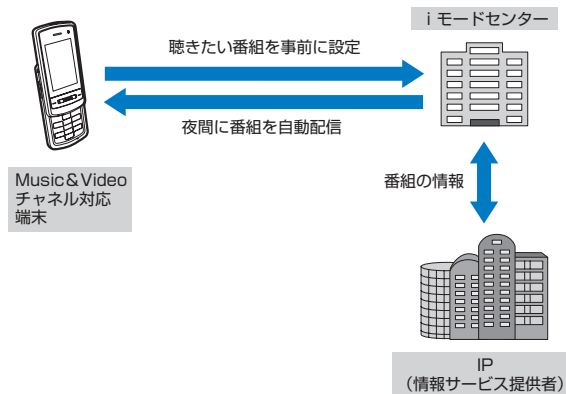 iモードセンター
聴きたい番組を事前に設定
夜間に番組を自動配信
Music&Video
チャネル対応
端末
番組の情報
IP
（情報サービス提供者）